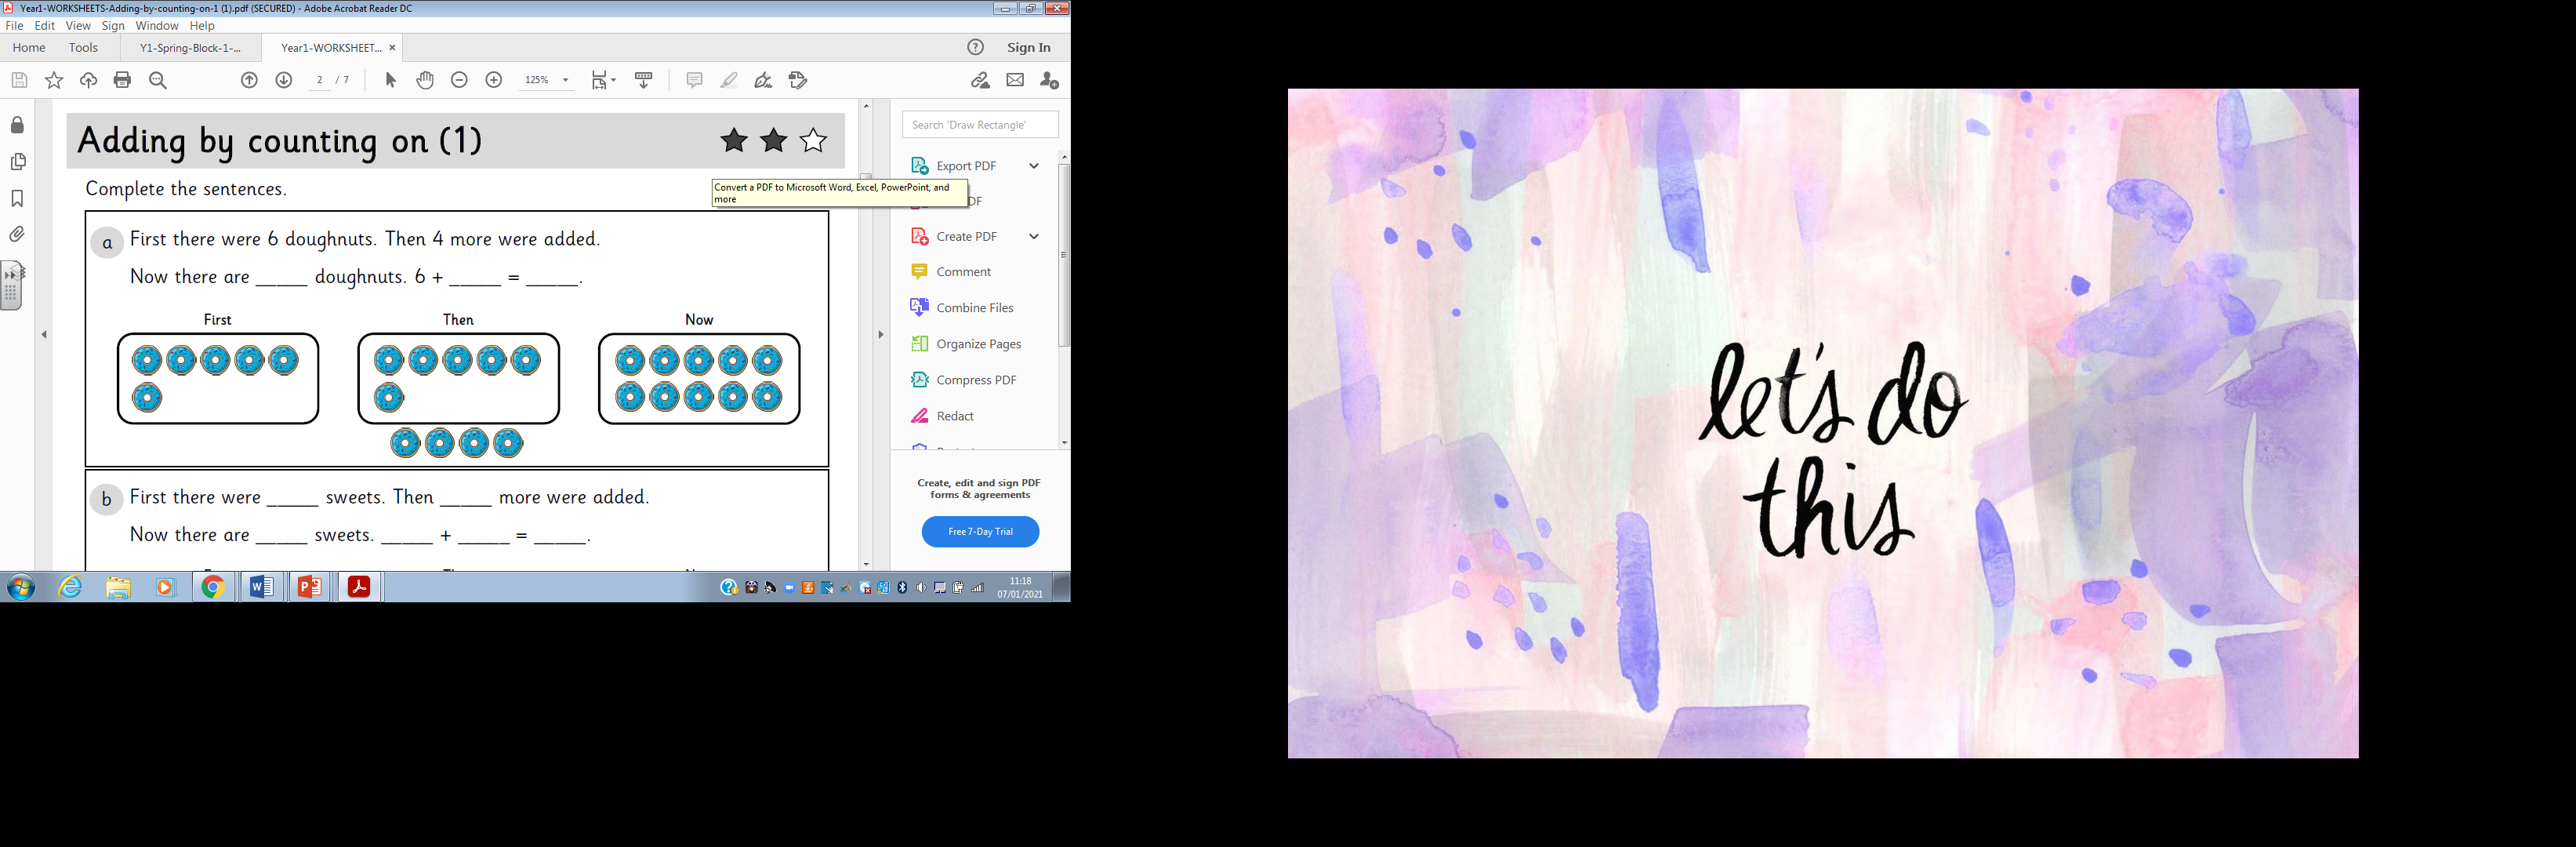 Year1-WORKSHEETS-Adding-by-counting-on-1 (1).pdf (SECURED) - Adobe Acrobat Reader DC
File Edit View Sign Window Help
Home Tools Y1-Spring-Block-1-... Year1-WORKSHEET... × Sign In
2 / 7 125%
Adding by counting on (1)
Complete the sentences.
a First there were 6 doughnuts. Then 4 more were added.
Now there are _____ doughnuts. 6 + _____ = _____.
First Then Now
b First there were _____ sweets. Then _____ more were added.
Now there are _____ sweets. _____ + _____ = _____.
Search 'Draw Rectangle'
Export PDF
Convert a PDF to Microsoft Word, Excel, PowerPoint, and
more
DF
Create PDF
Comment
Combine Files
Organize Pages
Compress PDF
Redact
Create, edit and sign PDF
forms & agreements
Free 7-Day Trial
11:18
07/01/2021
let's do
this